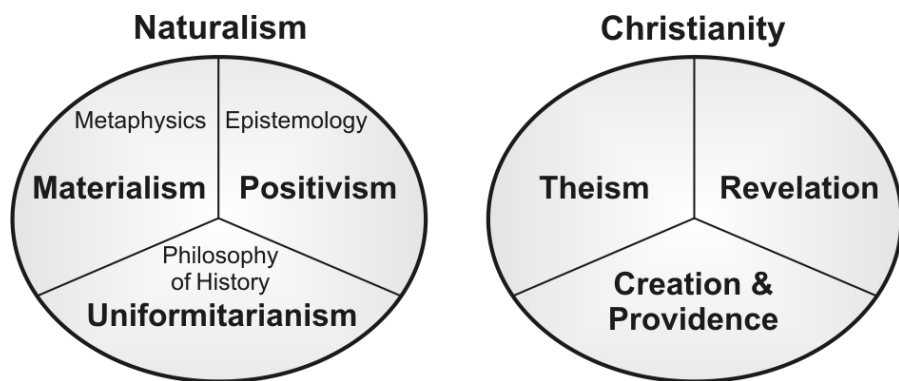 Naturalism
Metaphysics
Epistemology
Materialism
Positivism
Philosophy
of History
Uniformitarianism
Christianity
Theism
Revelation
Creation &
Providence